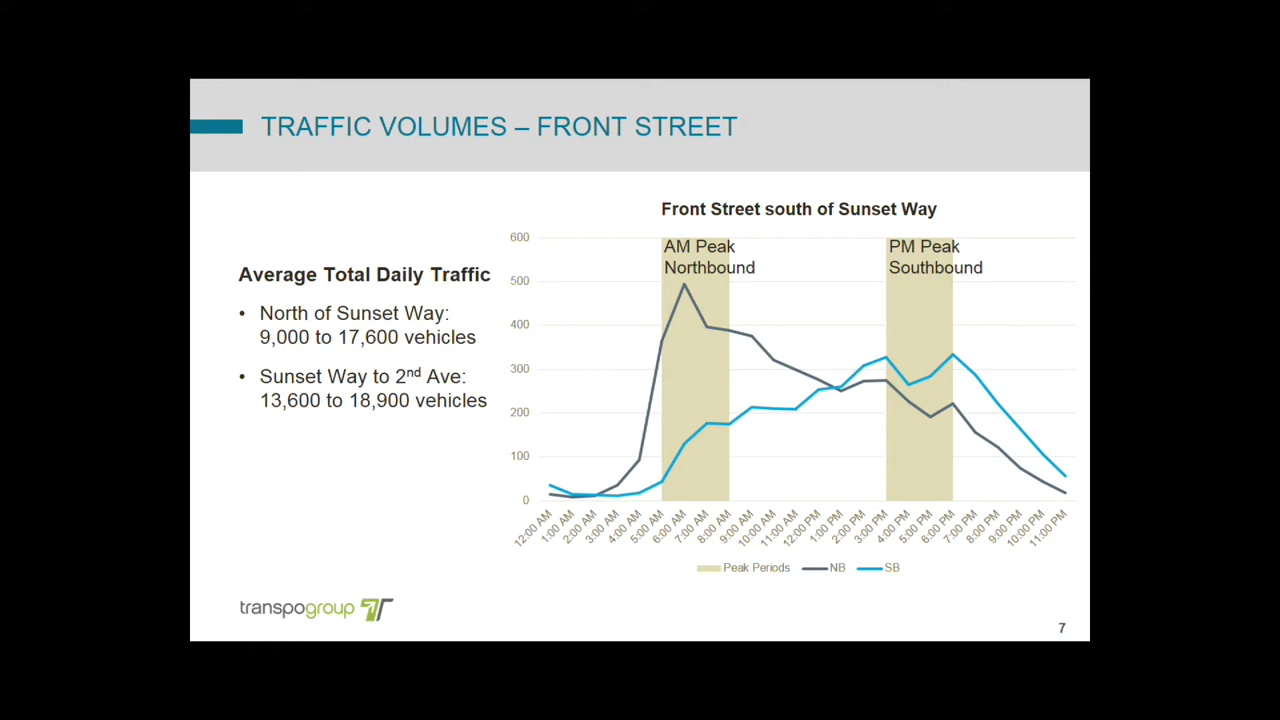 TRAFFIC VOLUMES – FRONT STREET
Average Total Daily Traffic
• North of Sunset Way:
9,000 to 17,600 vehicles
• Sunset Way to 2nd Ave:
13,600 to 18,900 vehicles
Front Street south of Sunset Way
600
500
400
300
200
100
0
AM Peak
Northbound
PM Peak
Southbound
12:00 AM
1:00 AM
2:00 AM
3:00 AM
4:00 AM
5:00 AM
6:00 AM
7:00 AM
8:00 AM
9:00 AM
10:00 AM
11:00 AM
12:00 PM
1:00 PM
2:00 PM
3:00 PM
4:00 PM
5:00 PM
6:00 PM
7:00 PM
8:00 PM
9:00 PM
10:00 PM
11:00 PM
Peak Periods NB SB
transpogroup
7